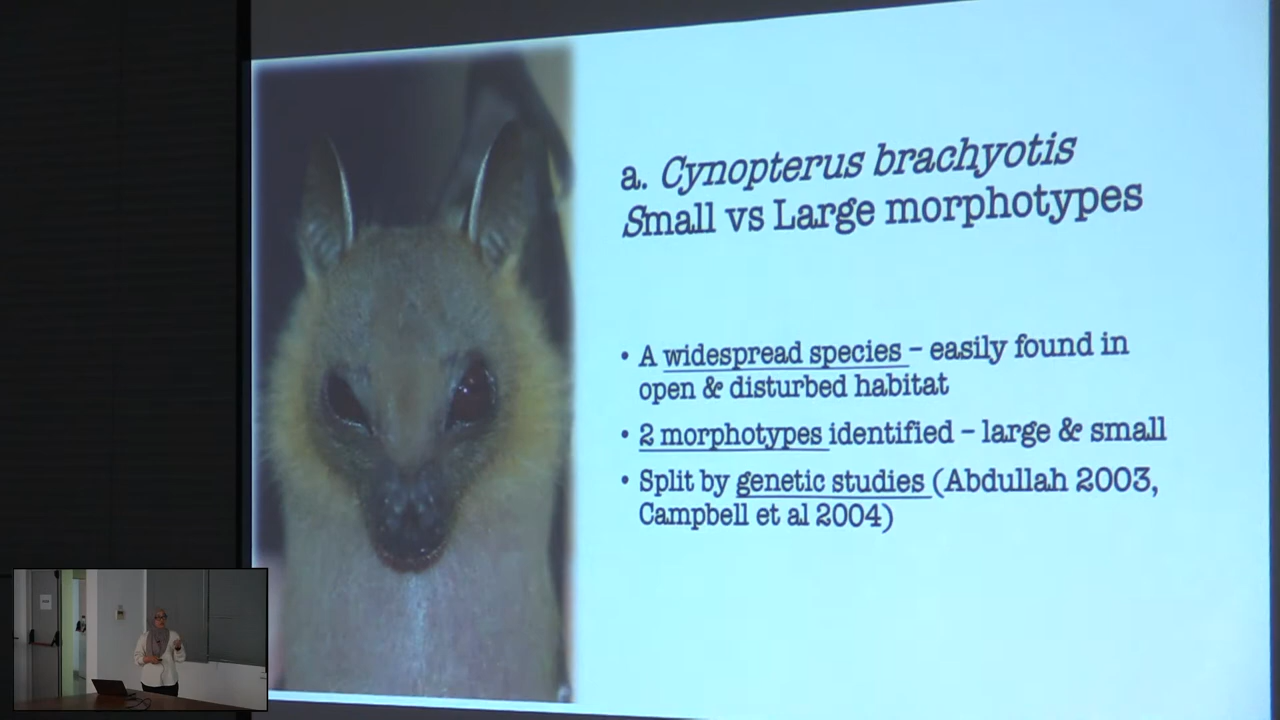 a. Cynopterus brachyotis
Small vs Large morphotypes
• A widespread species – easily found in
open & disturbed habitat
• 2 morphotypes identified – large & small
• Split by genetic studies (Abdullah 2003,
Campbell et al 2004)